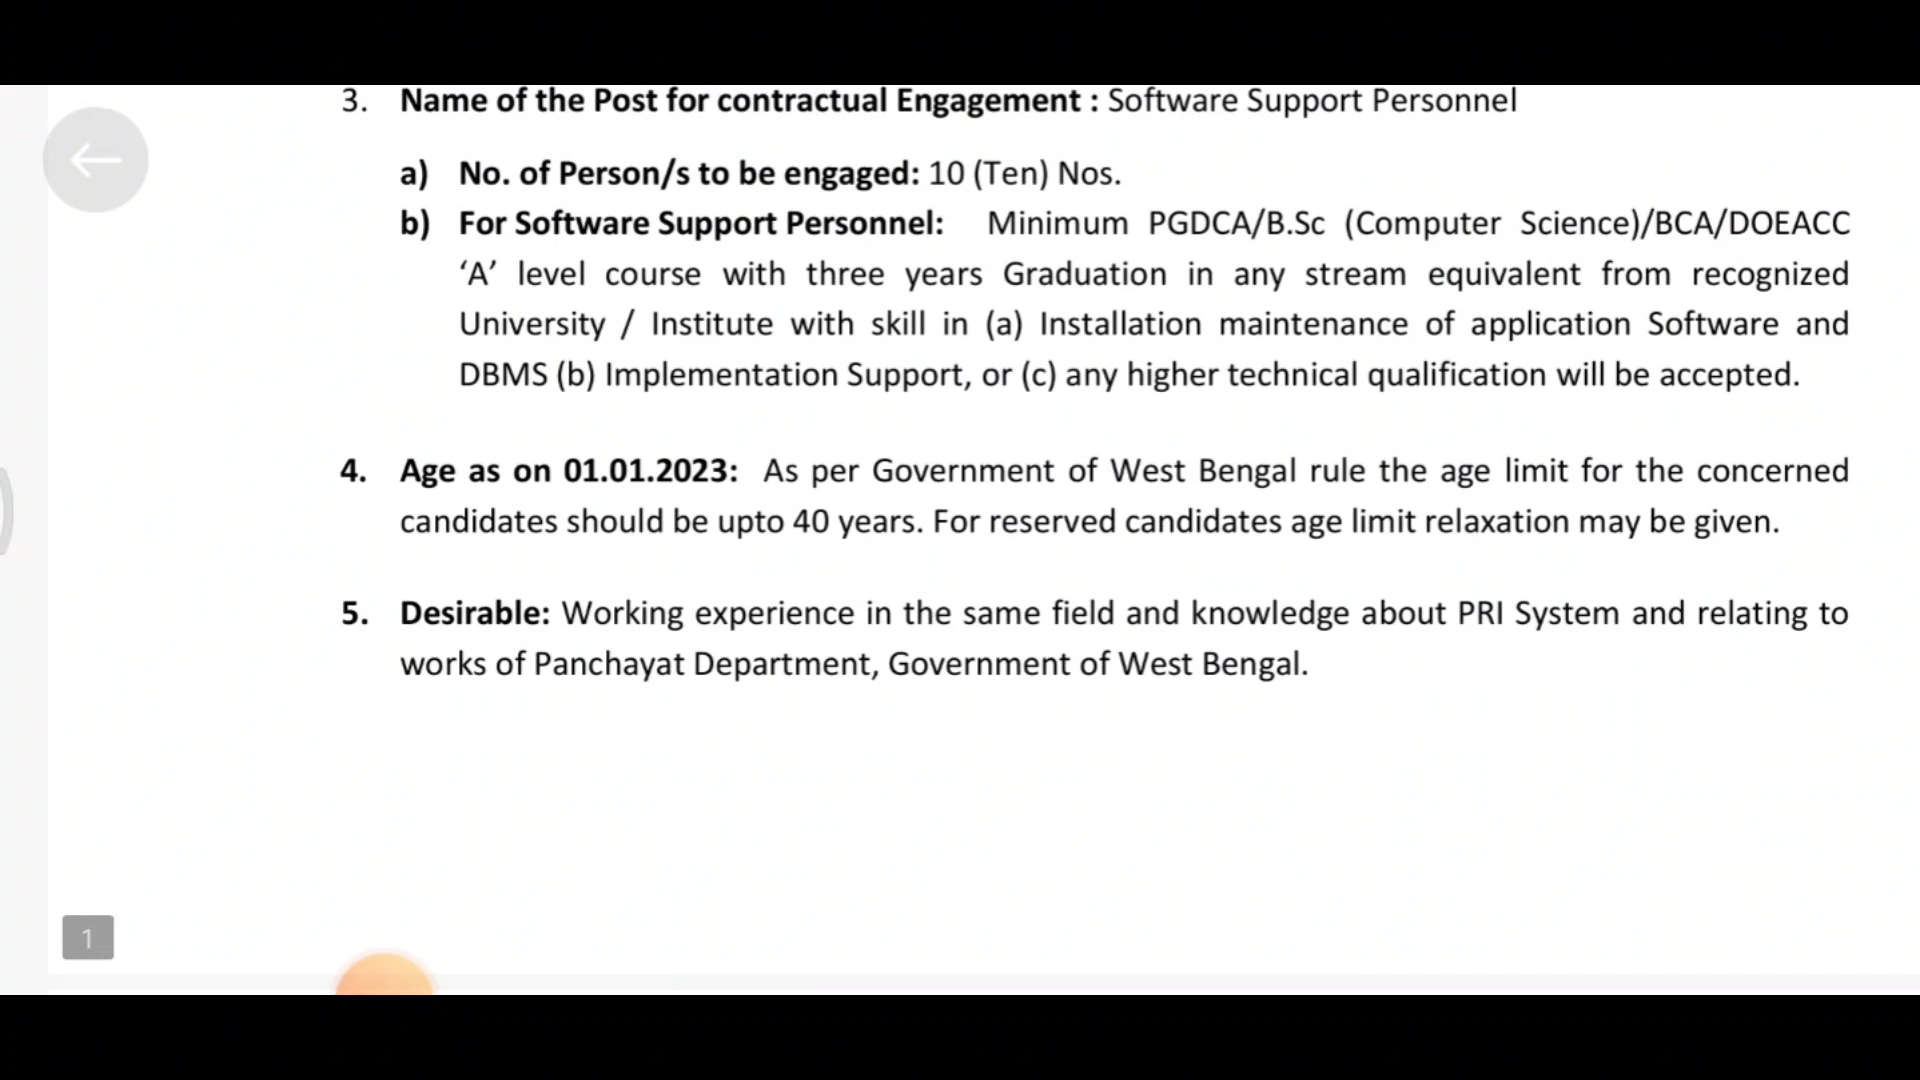 3. Name of the Post for contractual Engagement : Software Support Personnel
a) No. of Person/s to be engaged: 10 (Ten) Nos.
b) For Software Support Personnel: Minimum PGDCA/B.Sc (Computer Science)/BCA/DOEACC
‘A’ level course with three years Graduation in any stream equivalent from recognized
University / Institute with skill in (a) Installation maintenance of application Software and
DBMS (b) Implementation Support, or (c) any higher technical qualification will be accepted.
4. Age as on 01.01.2023: As per Government of West Bengal rule the age limit for the concerned
candidates should be upto 40 years. For reserved candidates age limit relaxation may be given.
5. Desirable: Working experience in the same field and knowledge about PRI System and relating to
works of Panchayat Department, Government of West Bengal.
1